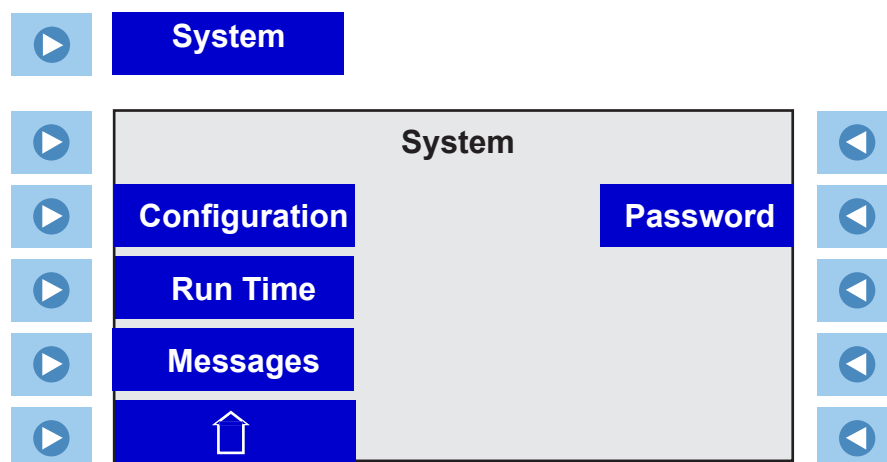 System
System
Configuration
Password
Run Time
Messages